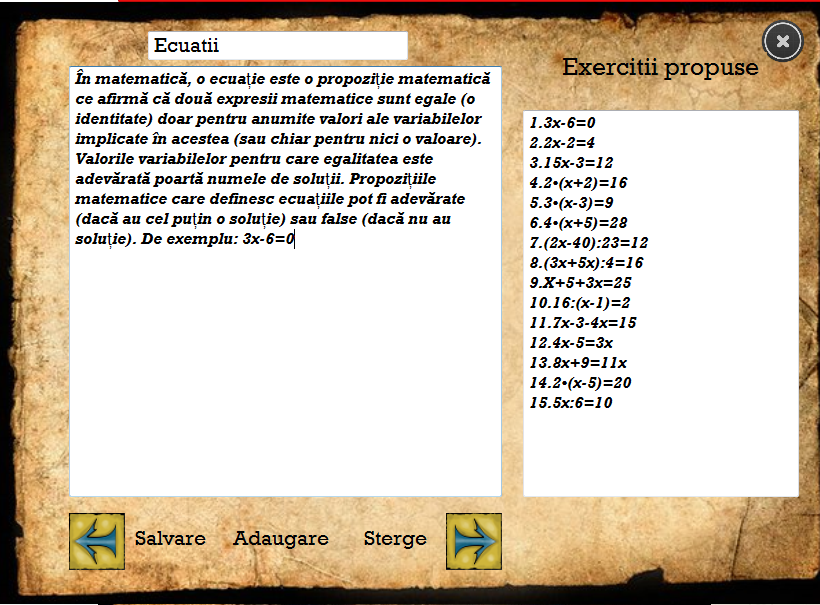 Ecuatii
În matematică, o ecuație este o propoziție matematică
ce afirmă că două expresii matematice sunt egale (o
identitate) doar pentru anumite valori ale variabilelor
implicate în acestea (sau chiar pentru nici o valoare).
Valorile variabilelor pentru care egalitatea este
adevărată poartă numele de soluții. Propozițiile
matematice care definesc ecuațiile pot fi adevărate
(dacă au cel puțin o soluție) sau false (dacă nu au
soluție). De exemplu: 3x-6=0
Exercitii propuse
1.3x-6=0
2.2x-2=4
3.15x-3=12
4.2•(x+2)=16
5.3•(x-3)=9
6.4•(x+5)=28
7.(2x-40):23=12
8.(3x+5x):4=16
9.X+5+3x=25
10.16:(x-1)=2
11.7x-3-4x=15
12.4x-5=3x
13.8x+9=11x
14.2•(x-5)=20
15.5x:6=10
Salvare Adaugare Sterge